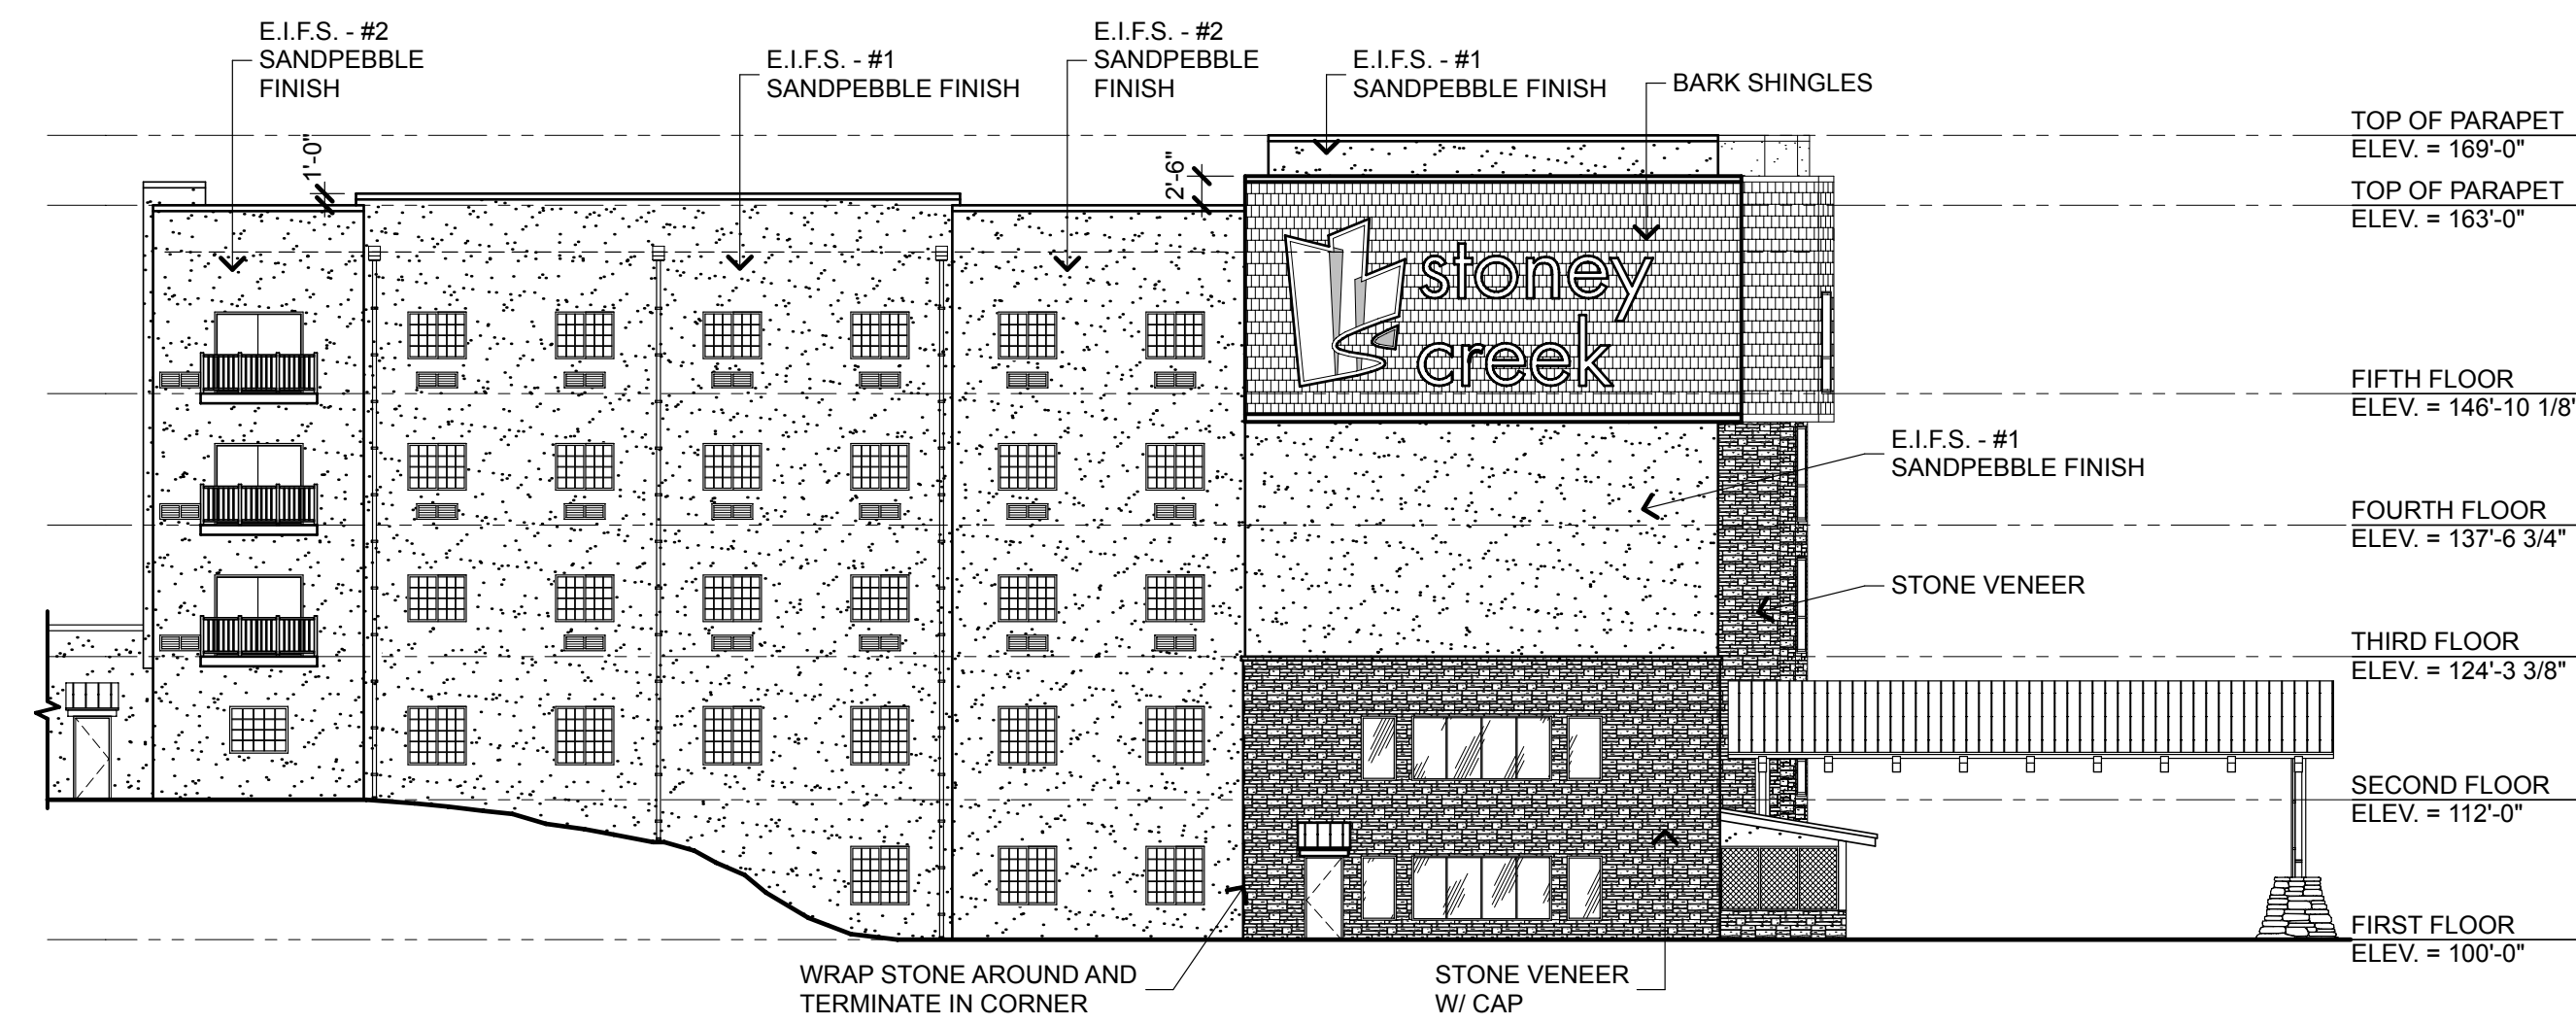 E.I.F.S. - #2
SANDPEBBLE
FINISH
E.I.F.S. - #1
SANDPEBBLE FINISH
E.I.F.S. - #2
SANDPEBBLE
FINISH
E.I.F.S. - #1
SANDPEBBLE FINISH
BARK SHINGLES
1'-0"
2'-6"
stoney
creek
TOP OF PARAPET
ELEV. = 169'-0"
TOP OF PARAPET
ELEV. = 163'-0"
FIFTH FLOOR
ELEV. = 146'-10 1/8"
E.I.F.S. - #1
SANDPEBBLE FINISH
FOURTH FLOOR
ELEV. = 137'-6 3/4"
STONE VENEER
THIRD FLOOR
ELEV. = 124'-3 3/8"
SECOND FLOOR
ELEV. = 112'-0"
FIRST FLOOR
ELEV. = 100'-0"
WRAP STONE AROUND AND
TERMINATE IN CORNER
STONE VENEER
W/ CAP